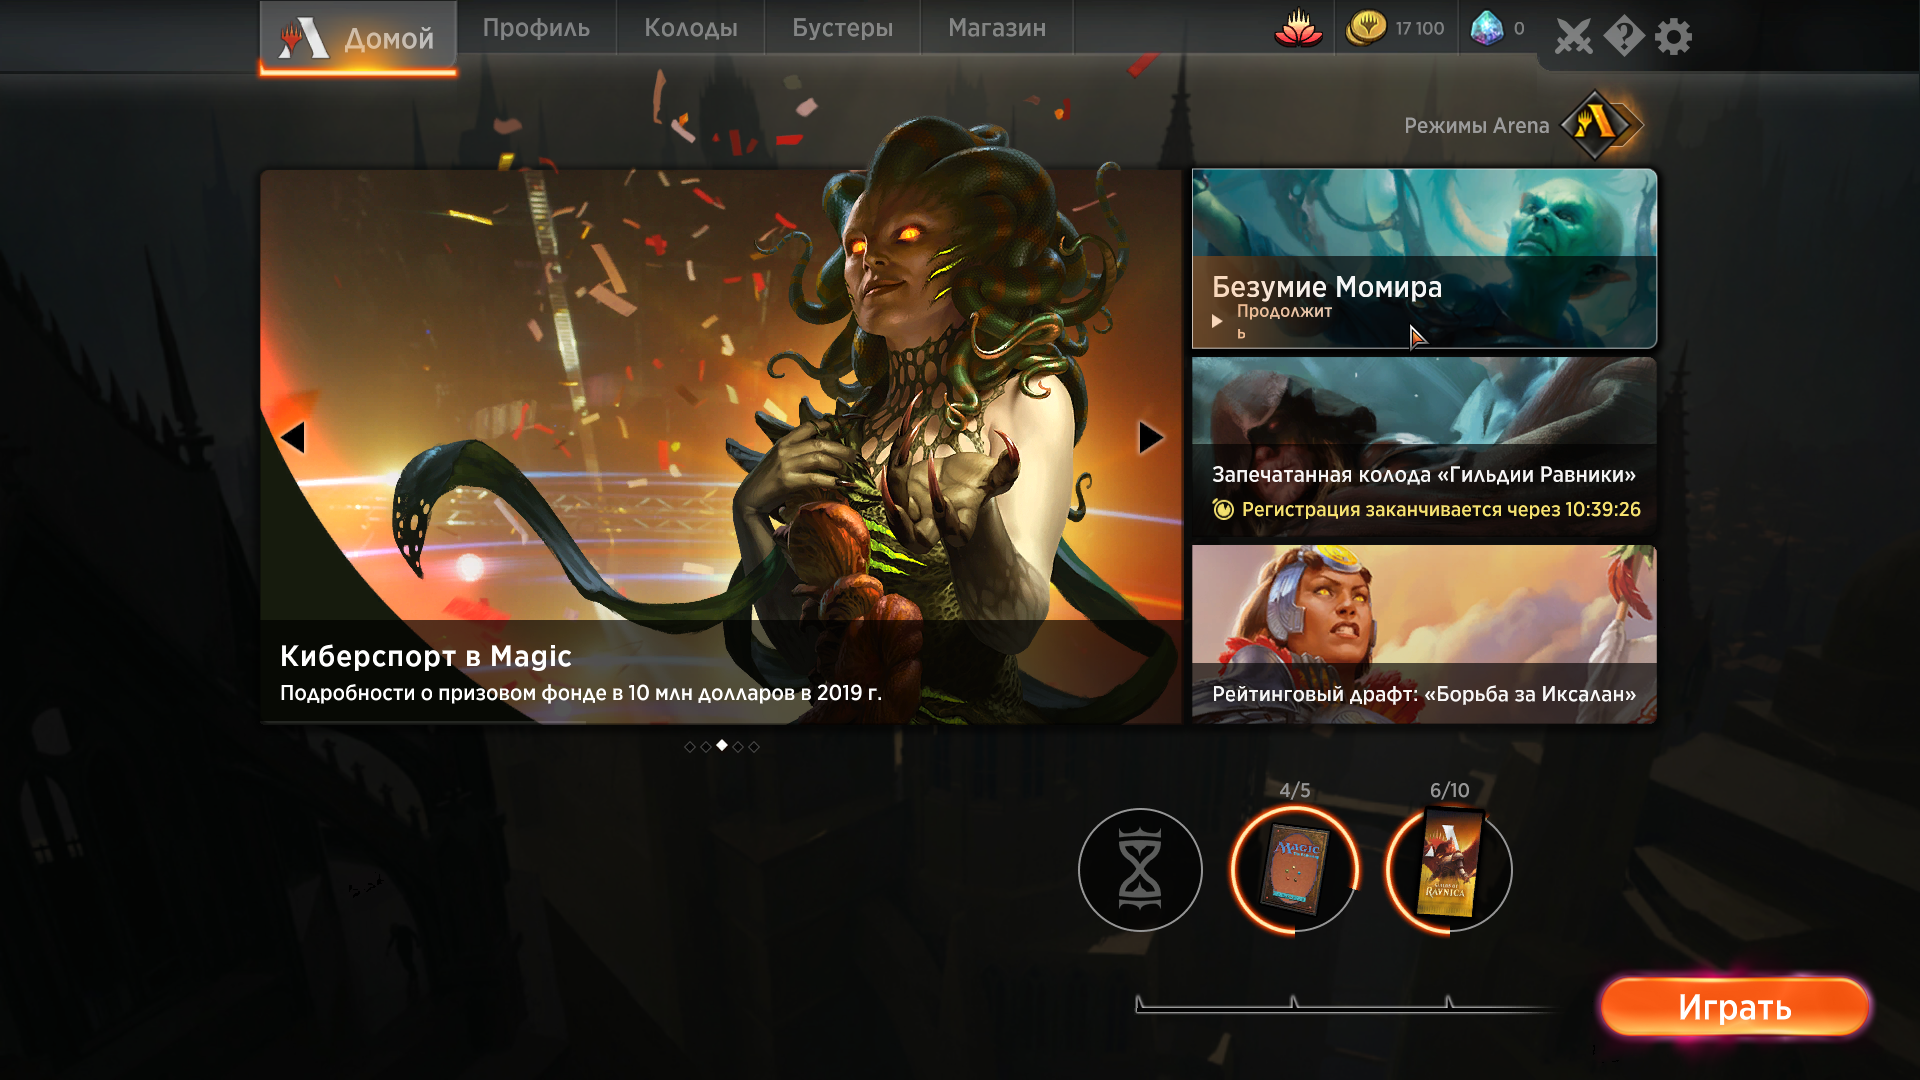 Домой
Профиль
Колоды
Бустеры
Магазин
17 100
0
Режимы Arena
Безумие Момира
Продолжит
ь
Запечатанная колода «Гильдии Равники»
Регистрация заканчивается через 10:39:26
Рейтинговый драфт: «Борьба за Иксалан»
Киберспорт в Magic
Подробности о призовом фонде в 10 млн долларов в 2019 г.
4/5
6/10
Magic
RAVNICA
Играть